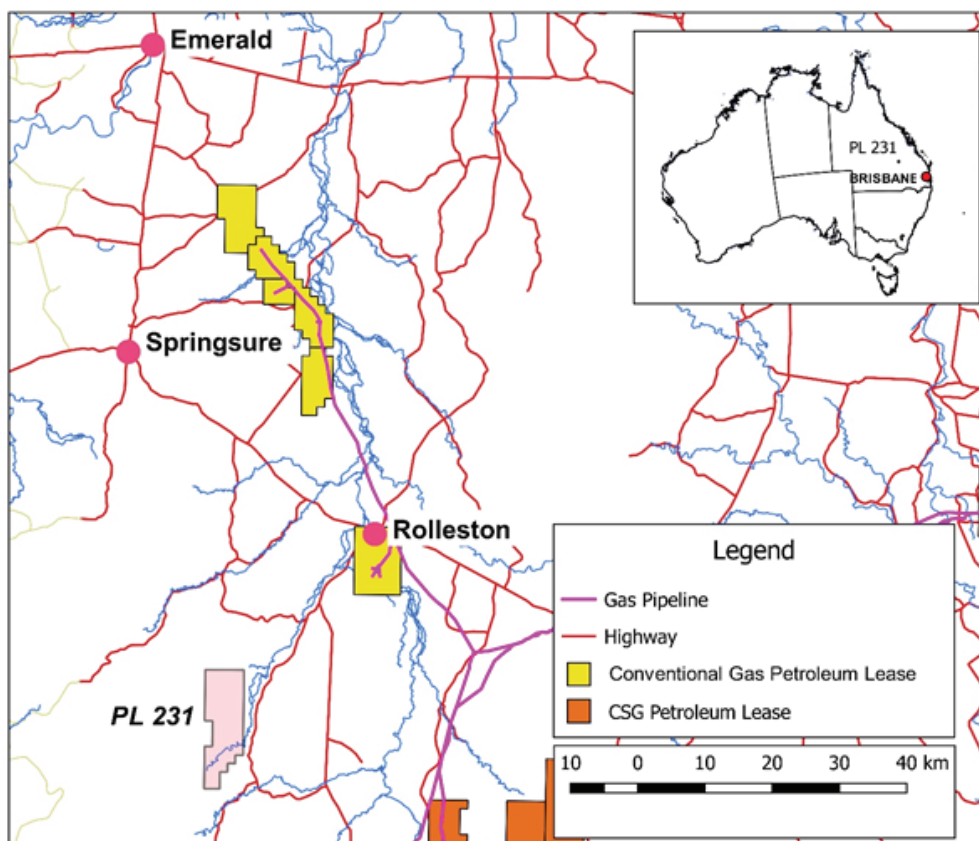 Emerald
PL 231
BRISBANE
Springsure
Rolleston
Legend
Gas Pipeline
Highway
Conventional Gas Petroleum Lease
CSG Petroleum Lease
PL 231
10 0 10 20 30 40 km